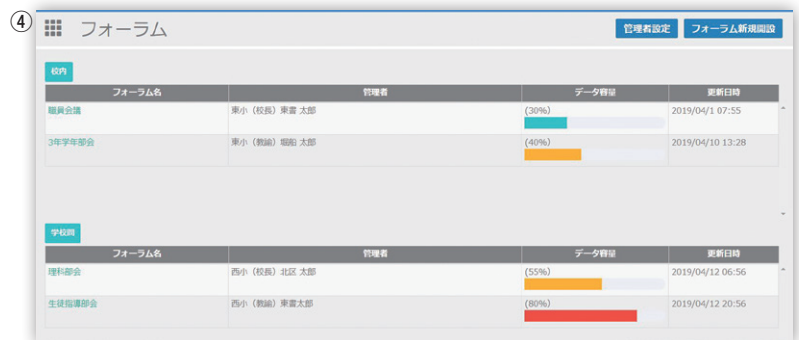 ④
フォーラム
管理者設定 フォーラム新規開設
校内
フォーラム名 管理者 データ容量 更新日時
職員会議 東小（校長）東書 太郎 (30%) 2019/04/1 07:55
3年学年部会 東小（教諭）堀船 太郎 (40%) 2019/04/10 13:28
学校間
フォーラム名 管理者 データ容量 更新日時
理科部会 西小（校長）北区 太郎 (55%) 2019/04/12 06:56
生徒指導部会 西小（教諭）東書太郎 (80%) 2019/04/12 20:56